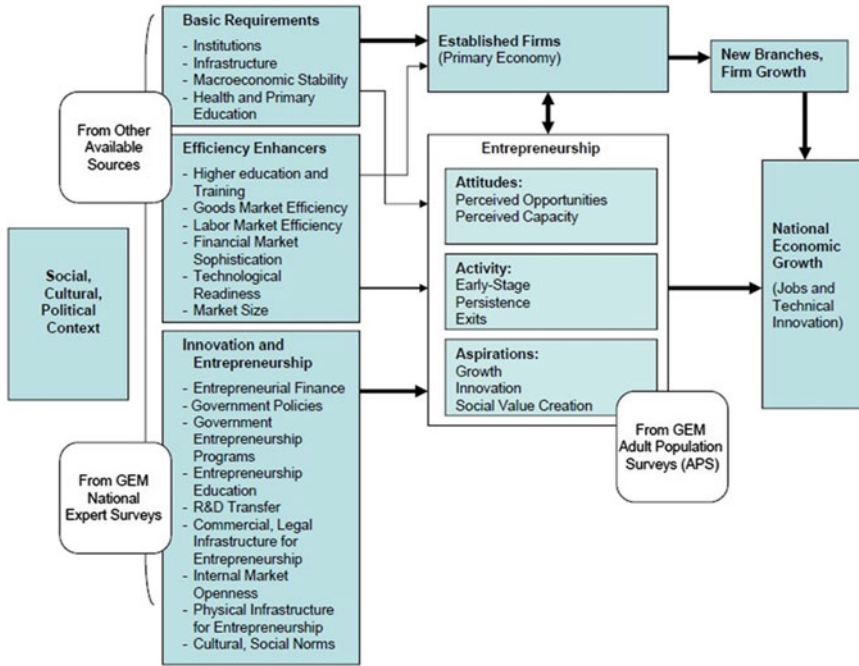 Basic Requirements
- Institutions
- Infrastructure
- Macroeconomic Stability
- Health and Primary
Education
From Other
Available
Sources
Efficiency Enhancers
- Higher education and
Training
- Goods Market Efficiency
- Labor Market Efficiency
- Financial Market
Sophistication
- Technological
Readiness
- Market Size
Social,
Cultural,
Political
Context
Innovation and
Entrepreneurship
- Entrepreneurial Finance
- Government Policies
- Government
Entrepreneurship
Programs
- Entrepreneurship
Education
- R&D Transfer
- Commercial, Legal
Infrastructure for
Entrepreneurship
- Internal Market
Openness
- Physical Infrastructure
for Entrepreneurship
- Cultural, Social Norms
From GEM
National
Expert Surveys
Established Firms
(Primary Economy)
New Branches,
Firm Growth
Entrepreneurship
Attitudes:
Perceived Opportunities
Perceived Capacity
Activity:
Early-Stage
Persistence
Exits
Aspirations:
Growth
Innovation
Social Value Creation
From GEM
Adult Population
Surveys (APS)
National
Economic
Growth
(Jobs and
Technical
Innovation)